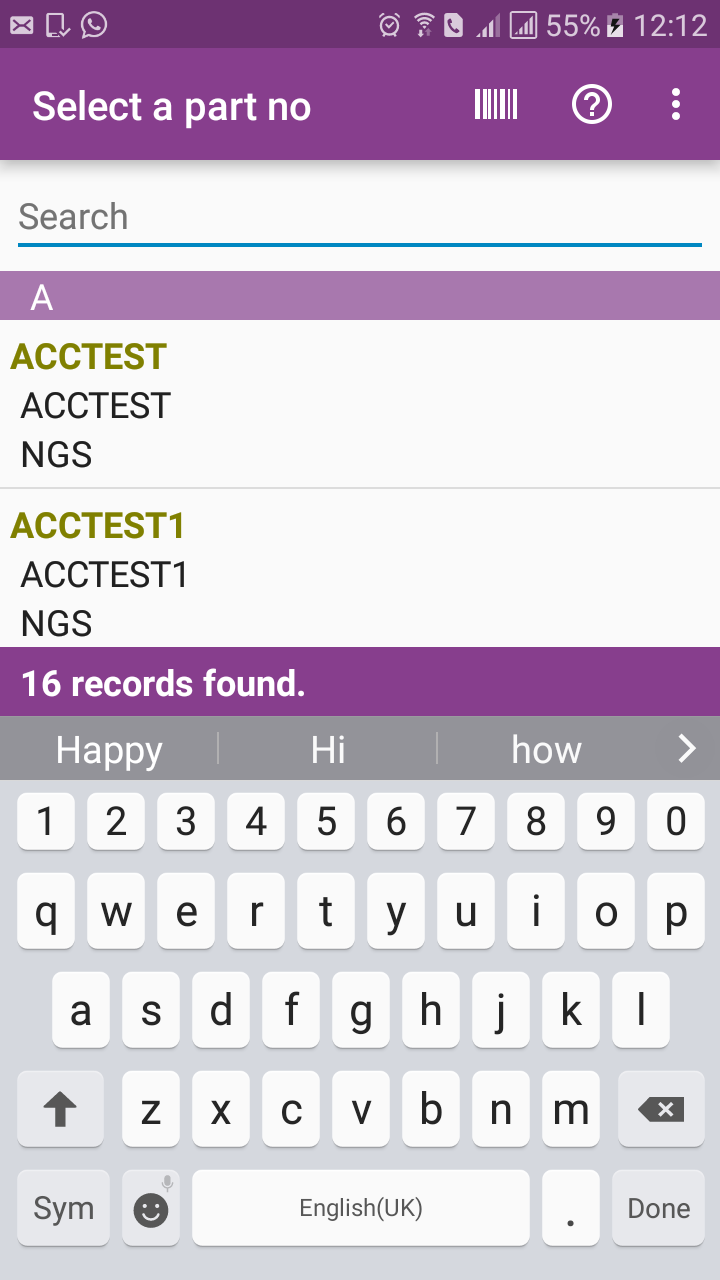 55% 12:12
Select a part no
Search
A
ACCTEST
ACCTEST
NGS
ACCTEST1
ACCTEST1
NGS
16 records found.
Happy Hi how
1 2 3 4 5 6 7 8 9 0
q w e r t y u i o p
a s d f g h j k l
z x c v b n m
Sym English(UK) . Done